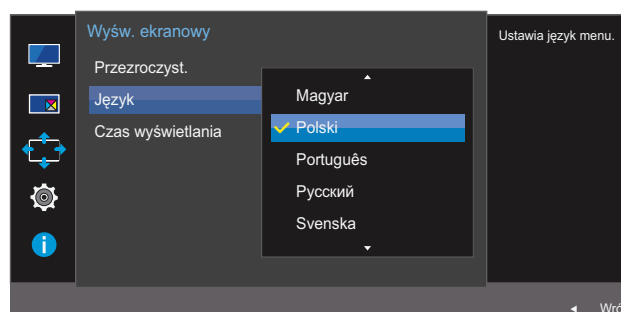 Wyśw. ekranowy
Ustawia język menu.
Przezroczyst.
Język
Czas wyświetlania
Magyar
Polski
Português
Русский
Svenska